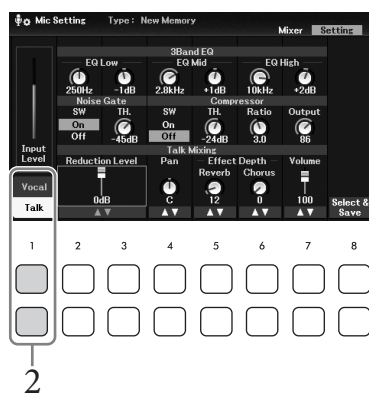 Mic Setting Type : New Memory
Mixer Setting
3Band EQ
EQ Low EQ Mid EQ High
250Hz -1dB 2.8kHz +1dB 10kHz +2dB
Noise Gate Compressor
SW TH. SW TH. Ratio Output
On On
Off -45dB Off -24dB 3.0 86
Input
Level
Talk Mixing
Reduction Level Pan Effect Depth Volume
Reverb Chorus
Vocal
Talk
0dB C 12 0 100
Select &
Save
1 2 3 4 5 6 7 8
2